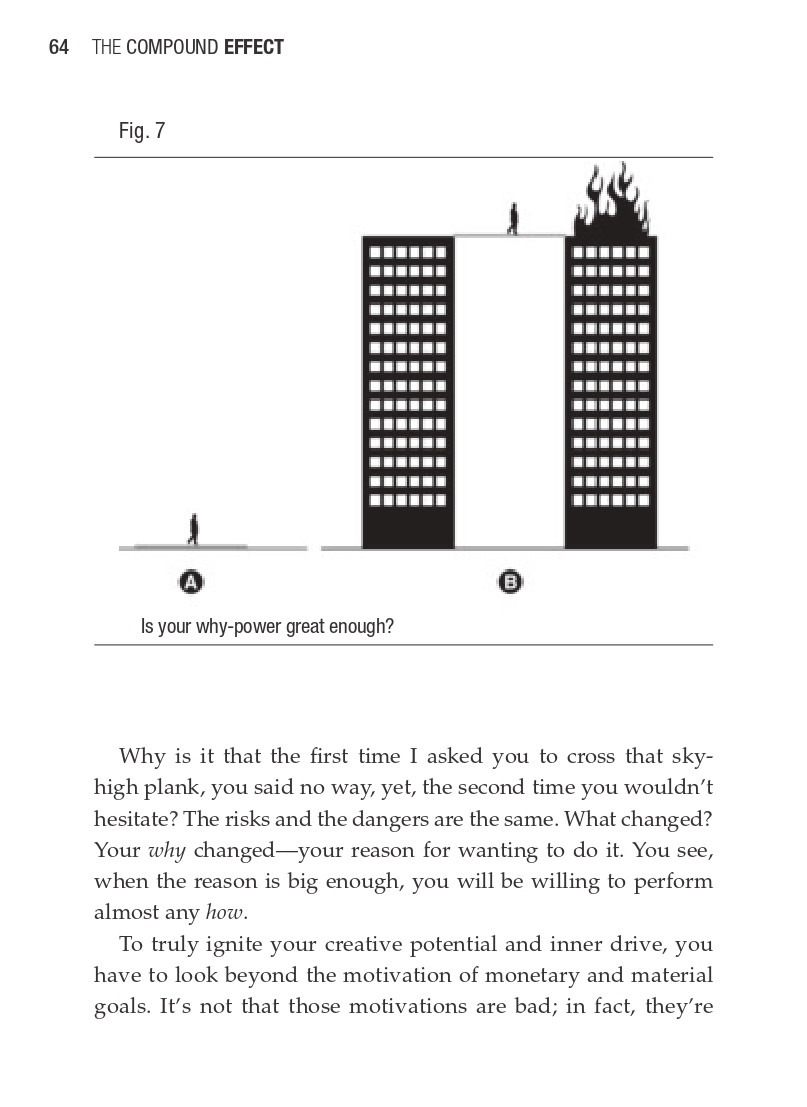 64 THE COMPOUND EFFECT
Fig. 7
A
B
Is your why-power great enough?
Why is it that the first time I asked you to cross that sky-
high plank, you said no way, yet, the second time you wouldn’t
hesitate? The risks and the dangers are the same. What changed?
Your why changed—your reason for wanting to do it. You see,
when the reason is big enough, you will be willing to perform
almost any how.
To truly ignite your creative potential and inner drive, you
have to look beyond the motivation of monetary and material
goals. It’s not that those motivations are bad; in fact, they’re